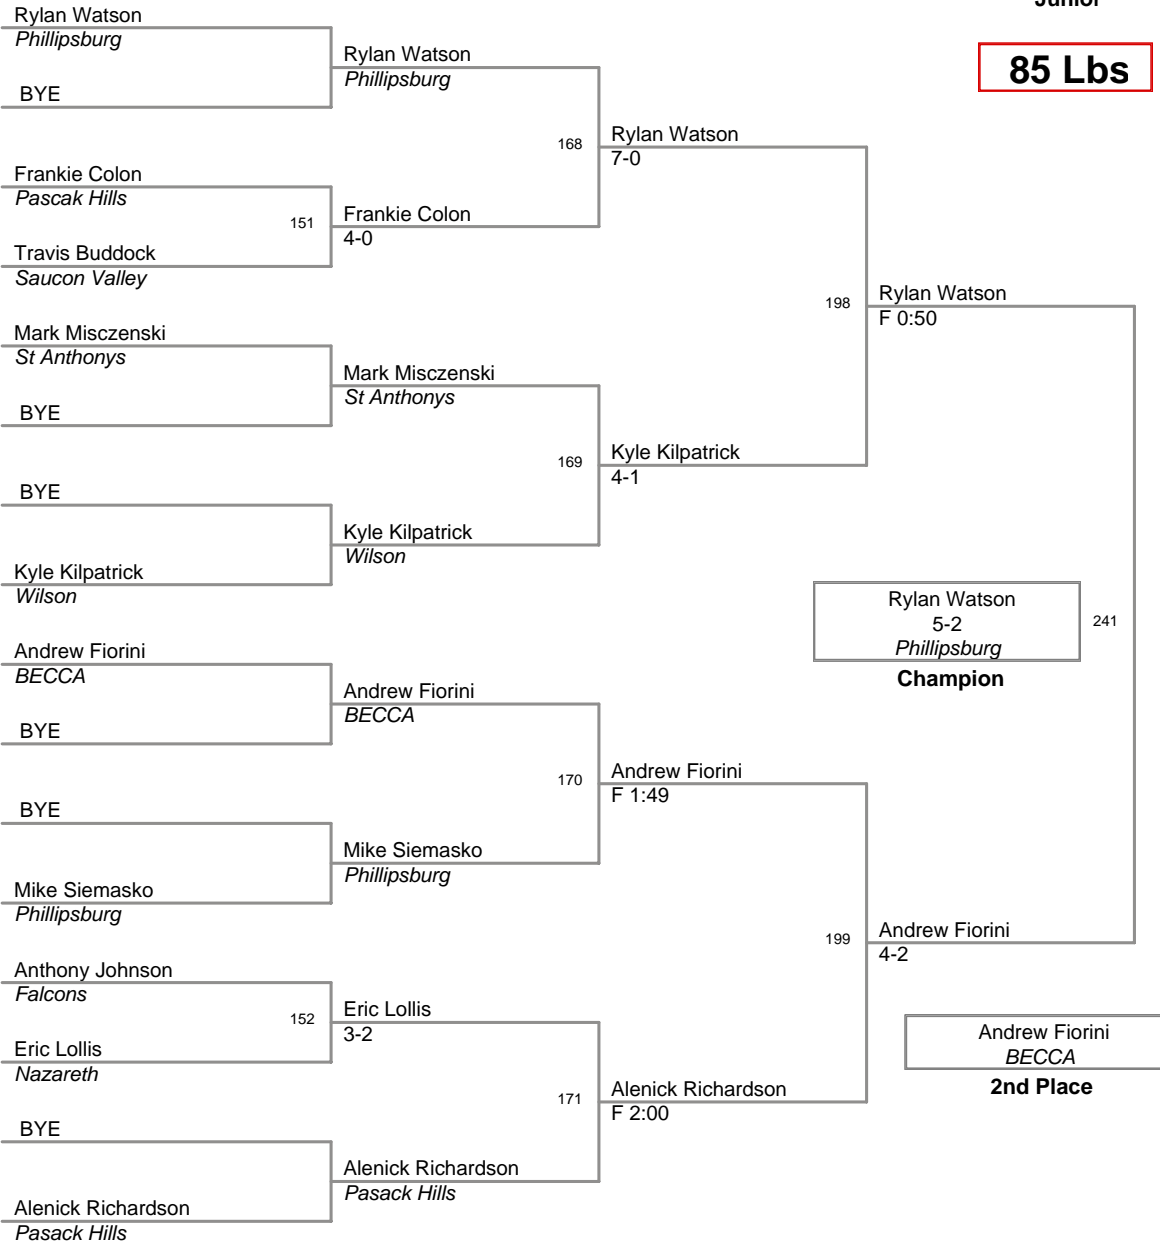 Junior
85 Lbs
Rylan Watson
Phillipsburg
BYE
Frankie Colon
Pascak Hills
151
Travis Buddock
Saucon Valley
Mark Misczenski
St Anthonys
BYE
BYE
Kyle Kilpatrick
Wilson
Andrew Fiorini
BECCA
BYE
BYE
Mike Siemasko
Phillipsburg
Anthony Johnson
Falcons
152
Eric Lollis
Nazareth
BYE
Alenick Richardson
Pasack Hills
Rylan Watson
Phillipsburg
168
Frankie Colon
4-0
Mark Misczenski
St Anthonys
169
Kyle Kilpatrick
Wilson
Andrew Fiorini
BECCA
170
Mike Siemasko
Phillipsburg
Eric Lollis
3-2
171
Alenick Richardson
Pasack Hills
Rylan Watson
7-0
198
Kyle Kilpatrick
4-1
Andrew Fiorini
F 1:49
199
Alenick Richardson
F 2:00
Rylan Watson
F 0:50
241
Andrew Fiorini
4-2
Rylan Watson
5-2
Phillipsburg
Champion
Andrew Fiorini
BECCA
2nd Place